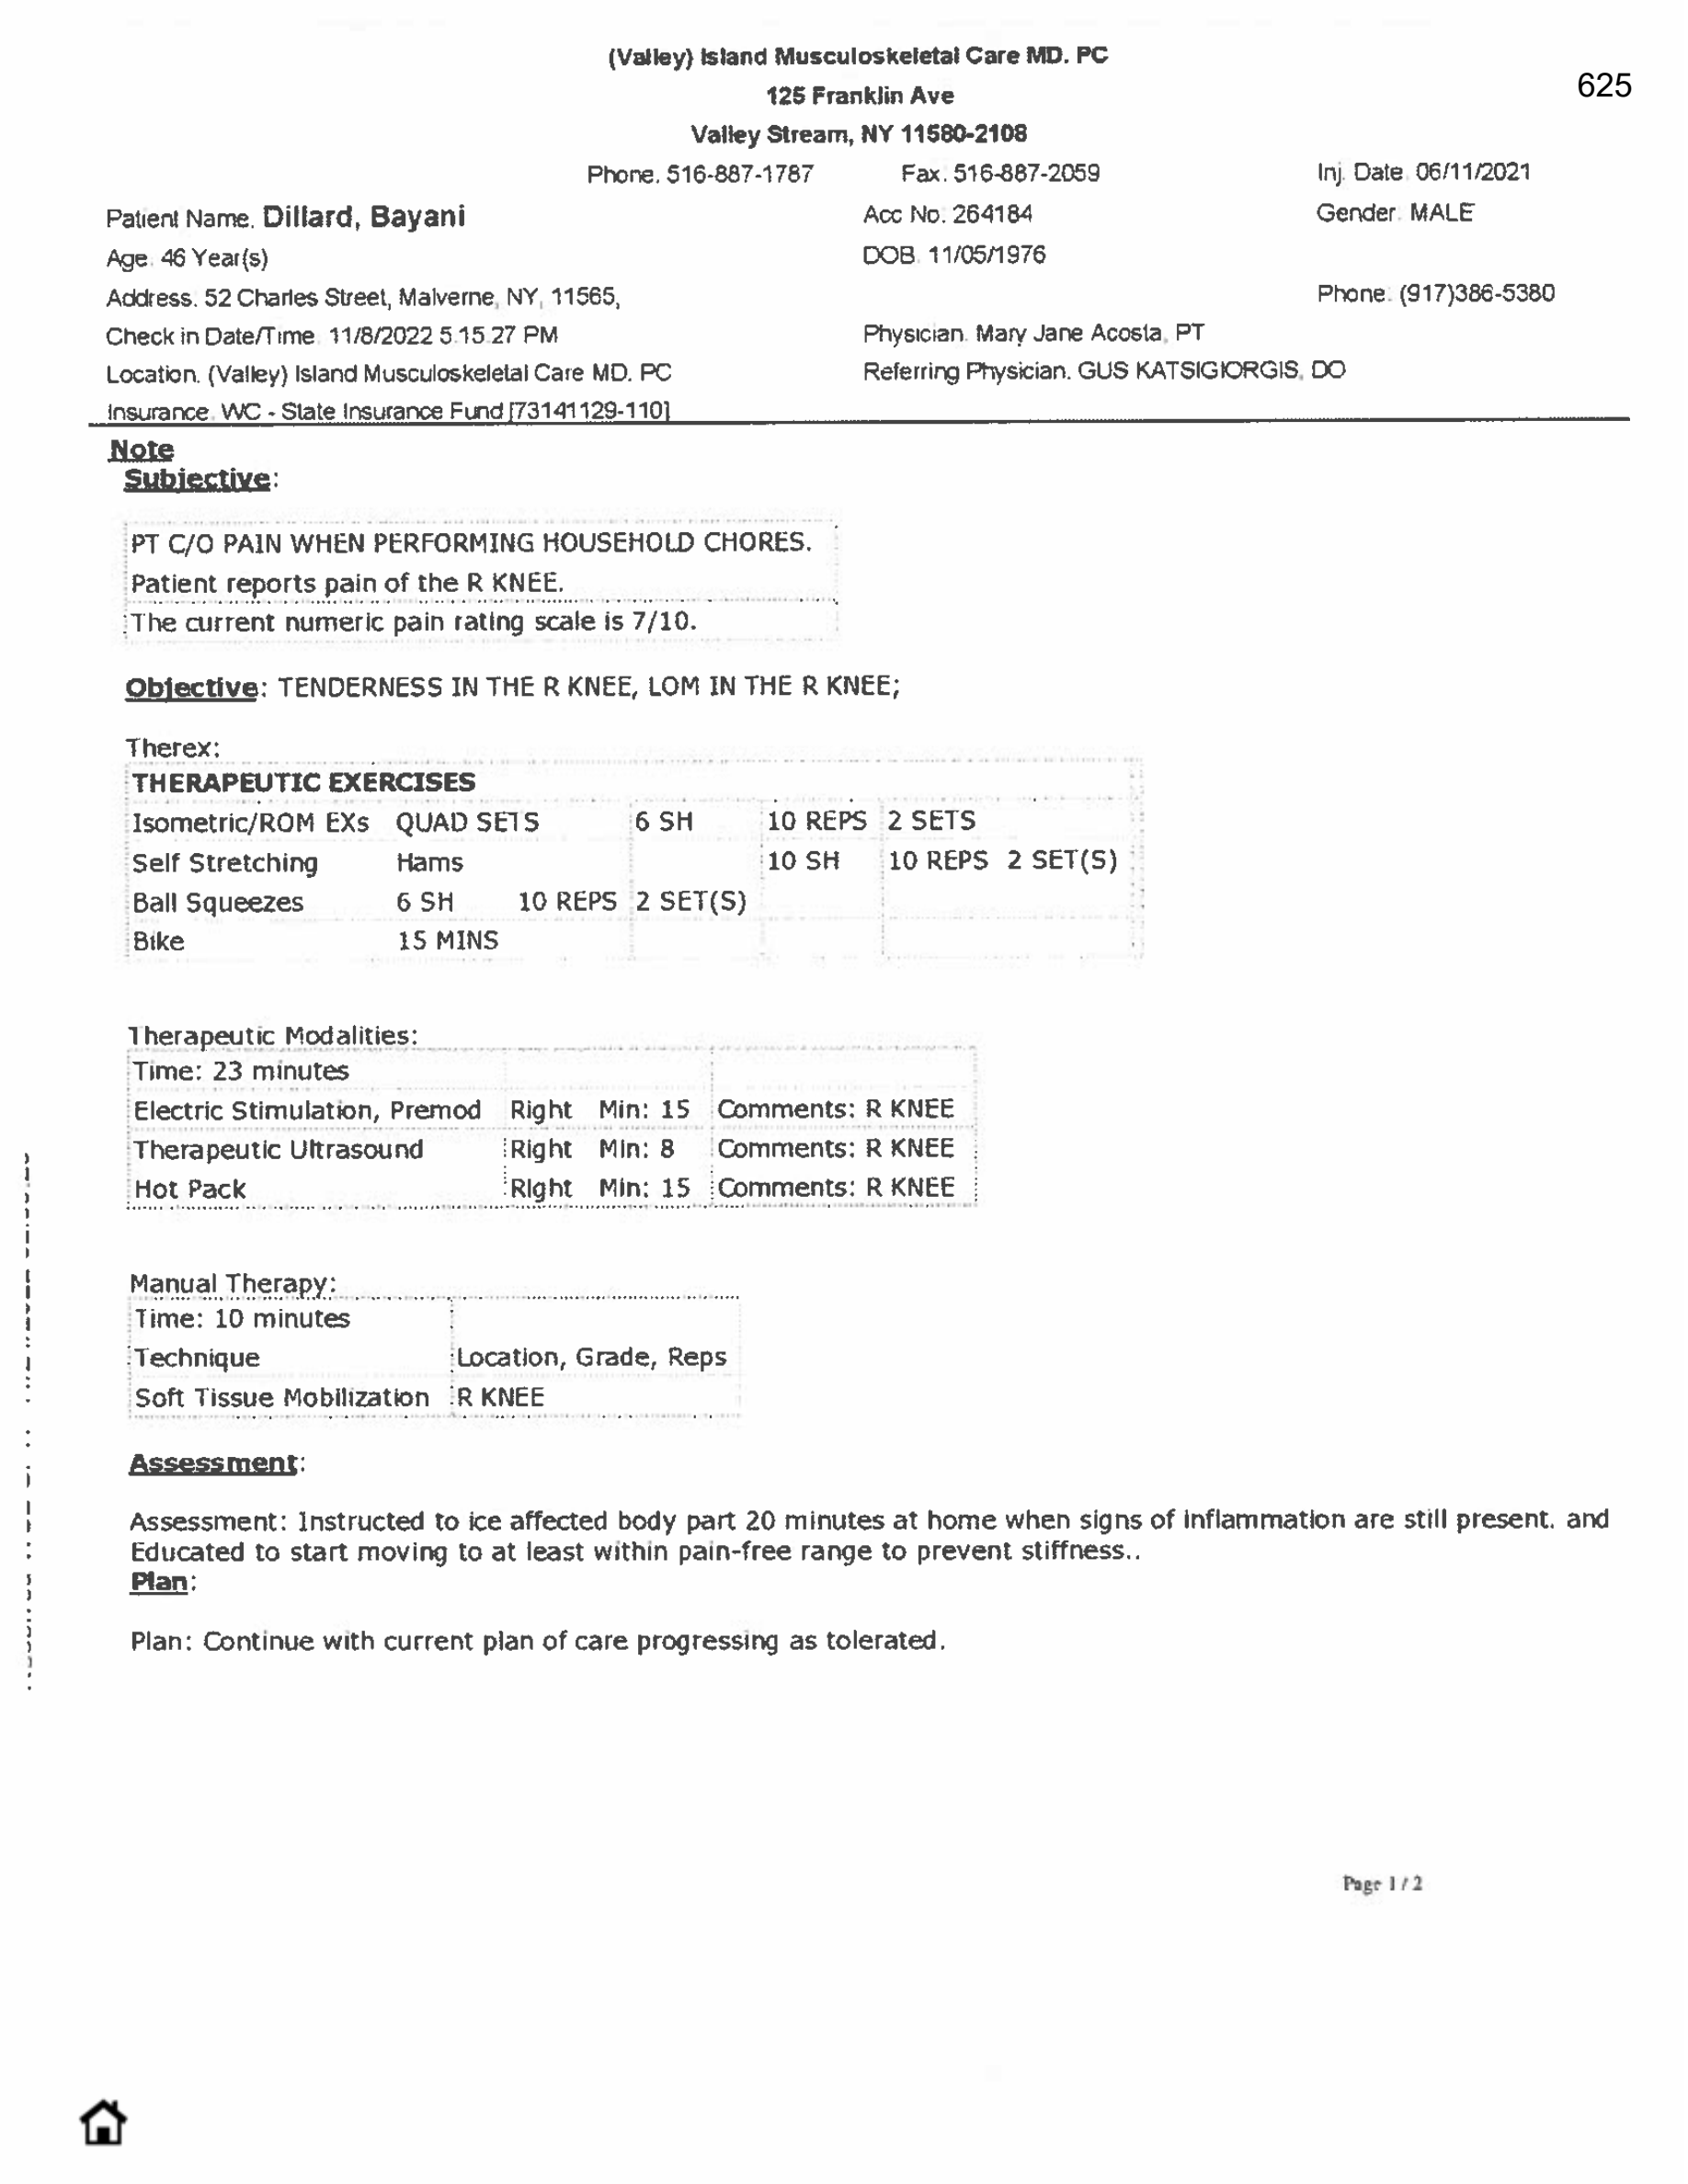 (Valley) Island Musculoskeletal Care MD. PC
625
125 Franklin Ave
Valley Stream, NY 11580-2108
Phone. 516-887-1787 Fax. 516-887-2059 Inj. Date. 06/11/2021
Patient Name. Dillard, Bayani Acc No. 264184 Gender. MALE
Age. 46 Year(s) DOB. 11/05/1976
Address. 52 Charles Street, Malverne, NY, 11565, Phone. (917)386-5380
Check in Date/Time. 11/8/2022 5.15.27 PM Physician. Mary Jane Acosta, PT
Location. (Valley) Island Musculoskeletal Care MD. PC Referring Physician. GUS KATSIGIORGIS, DO
Insurance. WC - State Insurance Fund [73141129-110]
Note
Subjective:
PT C/O PAIN WHEN PERFORMING HOUSEHOLD CHORES.
Patient reports pain of the R KNEE.
The current numeric pain rating scale is 7/10.
Objective: TENDERNESS IN THE R KNEE, LOM IN THE R KNEE;
Therex:
THERAPEUTIC EXERCISES
Isometric/ROM EXs QUAD SETS 6 SH 10 REPS 2 SETS
Self Stretching Hams 10 SH 10 REPS 2 SET(S)
Ball Squeezes 6 SH 10 REPS 2 SET(S)
Bike 15 MINS
Therapeutic Modalities:
Time: 23 minutes
Electric Stimulation, Premod Right Min: 15 Comments: R KNEE
Therapeutic Ultrasound Right Min: 8 Comments: R KNEE
Hot Pack Right Min: 15 Comments: R KNEE
Manual Therapy:
Time: 10 minutes
Technique Location, Grade, Reps
Soft Tissue Mobilization R KNEE
Assessment:
Assessment: Instructed to ice affected body part 20 minutes at home when signs of inflammation are still present. and
Educated to start moving to at least within pain-free range to prevent stiffness..
Plan:
Plan: Continue with current plan of care progressing as tolerated.
Page 1 / 2